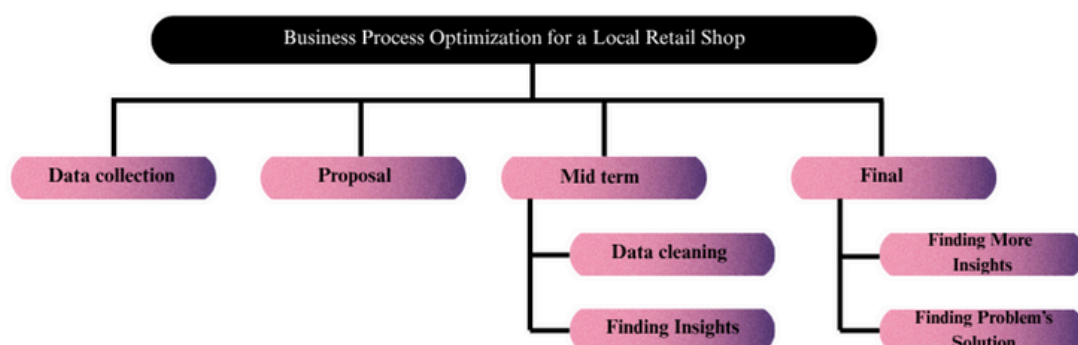 Business Process Optimization for a Local Retail Shop
Data collection
Proposal
Mid term
Final
Data cleaning
Finding Insights
Finding More
Insights
Finding Problem's
Solution